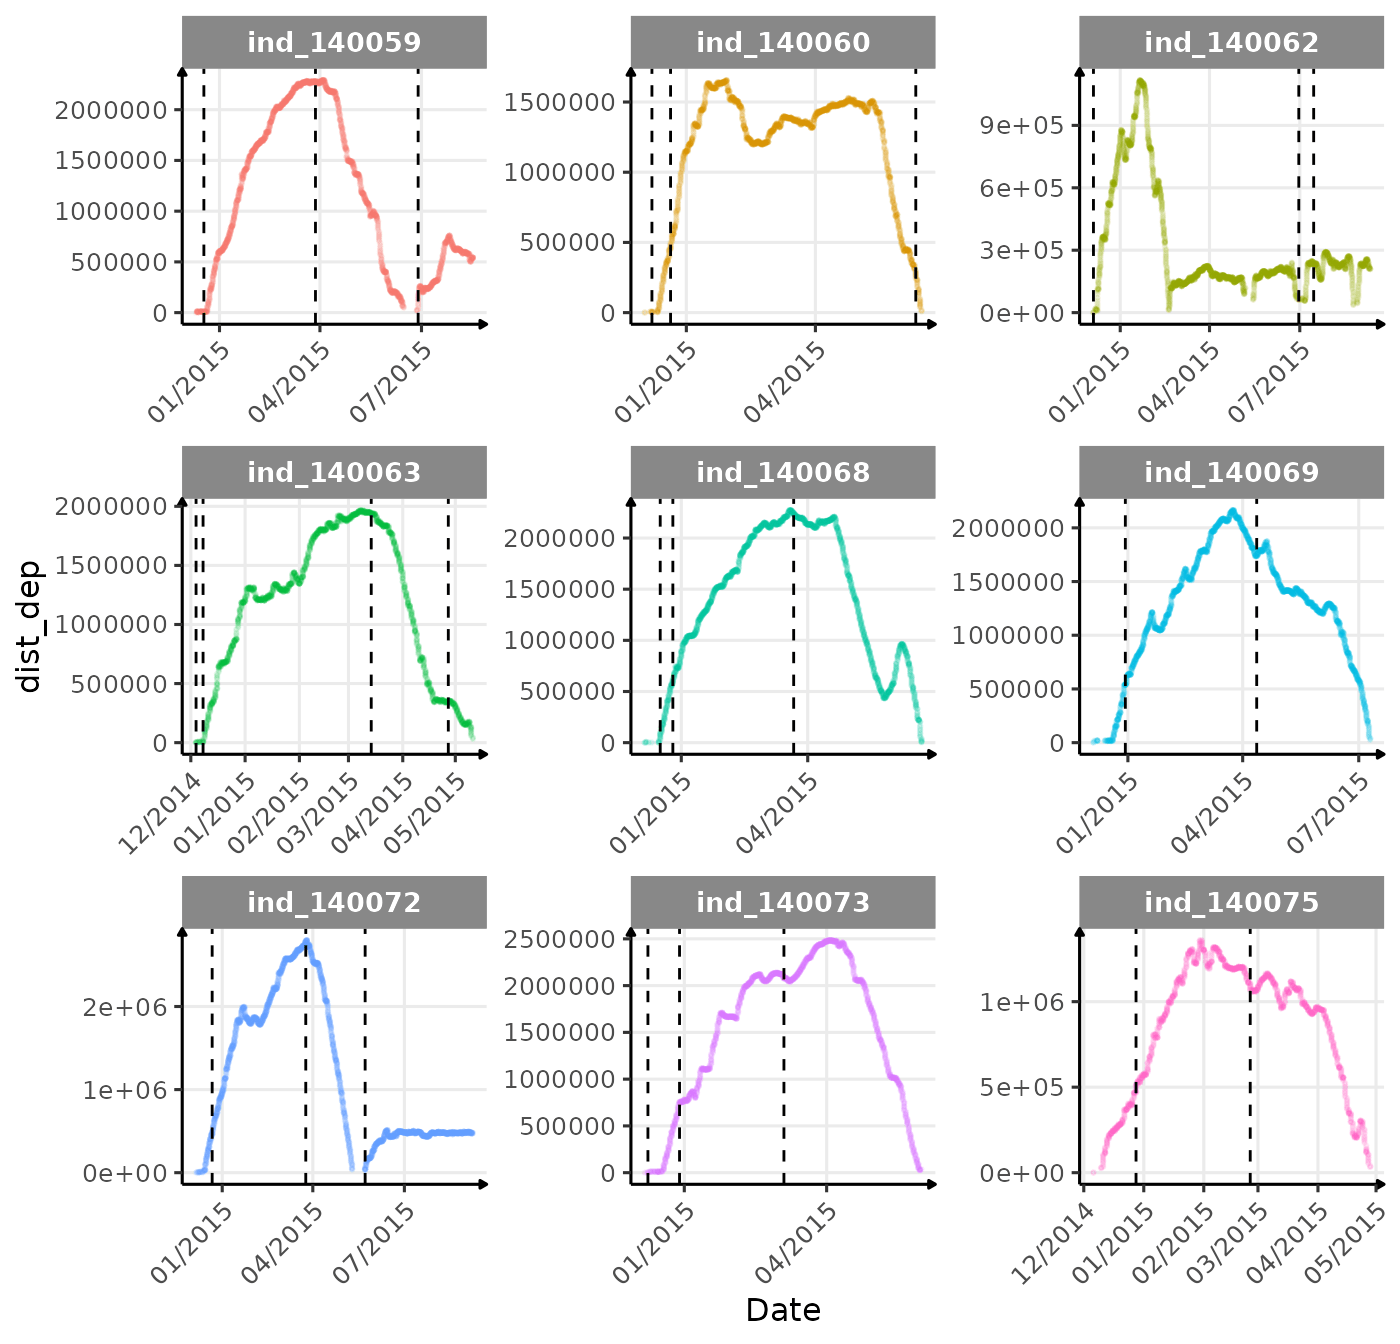 ind_140059 ind_140060 ind_140062
2000000
1500000
1000000
500000
0
01/2015 04/2015 07/2015
1500000
1000000
500000
0
01/2015 04/2015
9e+05
6e+05
3e+05
0e+00
01/2015 04/2015 07/2015
dist_dep
ind_140063 ind_140068 ind_140069
2000000
1500000
1000000
500000
0
12/2014 01/2015 02/2015 03/2015 04/2015 05/2015
2000000
1500000
1000000
500000
0
01/2015 04/2015
2000000
1500000
1000000
500000
0
01/2015 04/2015 07/2015
ind_140072 ind_140073 ind_140075
2e+06
1e+06
0e+00
01/2015 04/2015 07/2015
2500000
2000000
1500000
1000000
500000
0
01/2015 04/2015
1e+06
5e+05
0e+00
12/2014 01/2015 02/2015 03/2015 04/2015 05/2015
Date